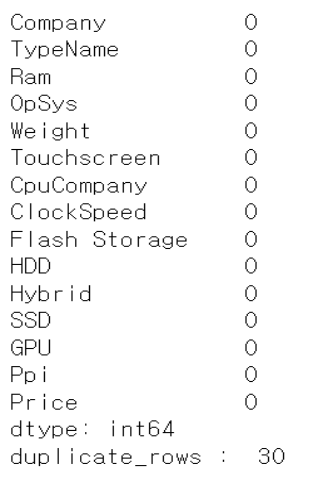 Company 0
TypeName 0
Ram 0
OpSys 0
Weight 0
Touchscreen 0
CpuCompany 0
ClockSpeed 0
Flash Storage 0
HDD 0
Hybrid 0
SSD 0
GPU 0
Ppi 0
Price 0
dtype: int64
duplicate_rows : 30